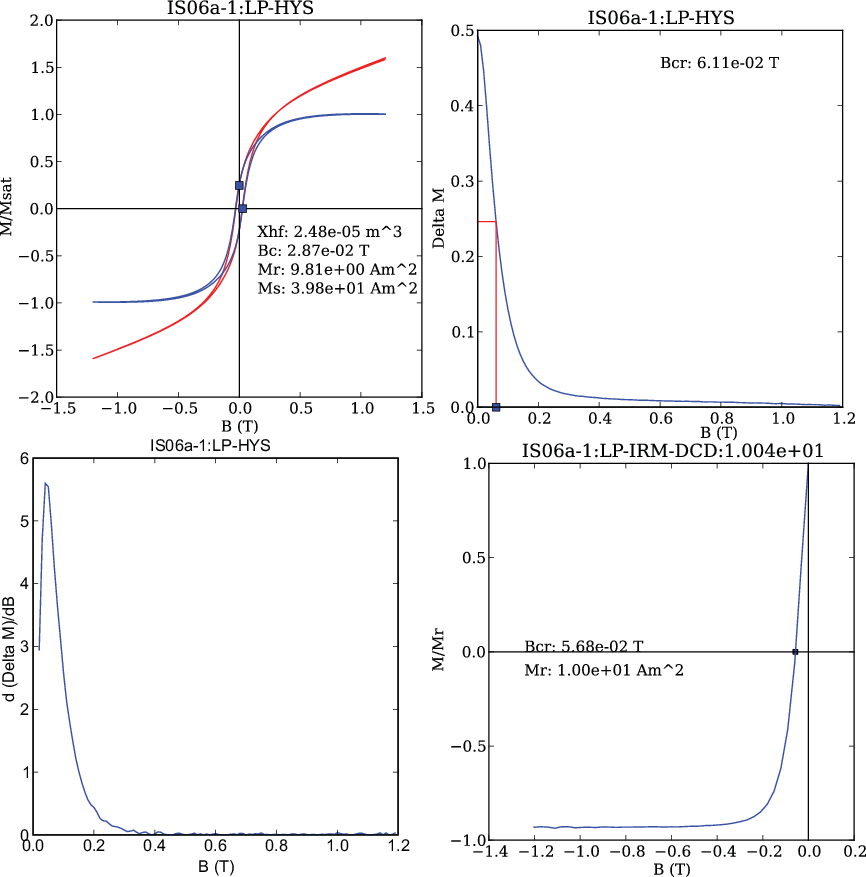 IS06a-1:LP-HYS
2.0
1.5
1.0
0.5
0.0
−0.5
−1.0
−1.5
−2.0
M/Msat
Xhf: 2.48e-05 m^3
Bc: 2.87e-02 T
Mr: 9.81e+00 Am^2
Ms: 3.98e+01 Am^2
−1.5 −1.0 −0.5 0.0 0.5 1.0 1.5
B (T)
IS06a-1:LP-HYS
0.5
0.4
0.3
0.2
0.1
0.0
Delta M
Bcr: 6.11e-02 T
0.0 0.2 0.4 0.6 0.8 1.0 1.2
B (T)
IS06a-1:LP-HYS
6
5
4
3
2
1
0
d (Delta M)/dB
0.0 0.2 0.4 0.6 0.8 1.0 1.2
B (T)
IS06a-1:LP-IRM-DCD:1.004e+01
1.0
0.5
0.0
−0.5
−1.0
M/Mr
Bcr: 5.68e-02 T
Mr: 1.00e+01 Am^2
−1.4 −1.2 −1.0 −0.8 −0.6 −0.4 −0.2 0.0 0.2
B (T)